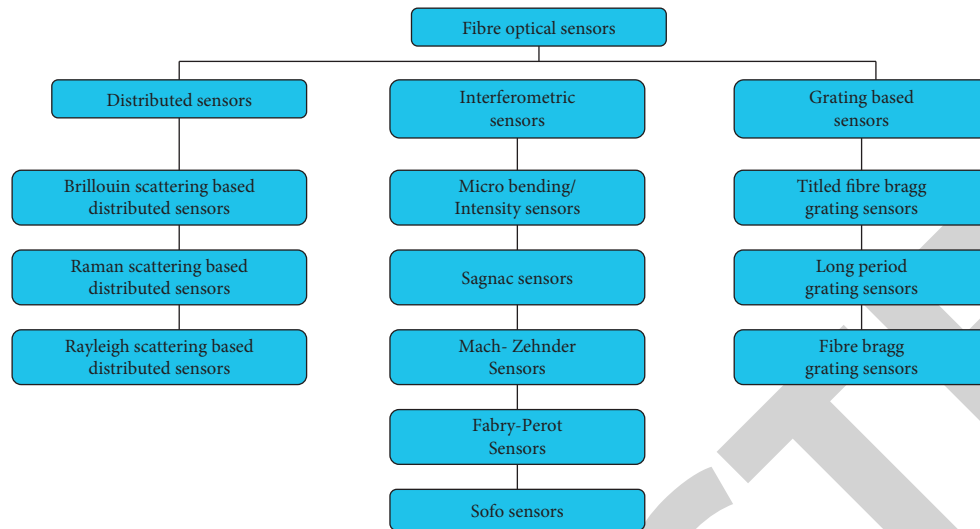 Fibre optical sensors
Distributed sensors
Brillouin scattering based
distributed sensors
Raman scattering based
distributed sensors
Rayleigh scattering based
distributed sensors
Interferometric
sensors
Micro bending/
Intensity sensors
Sagnac sensors
Mach- Zehnder
Sensors
Fabry-Perot
Sensors
Sofo sensors
Grating based
sensors
Titled fibre bragg
grating sensors
Long period
grating sensors
Fibre bragg
grating sensors